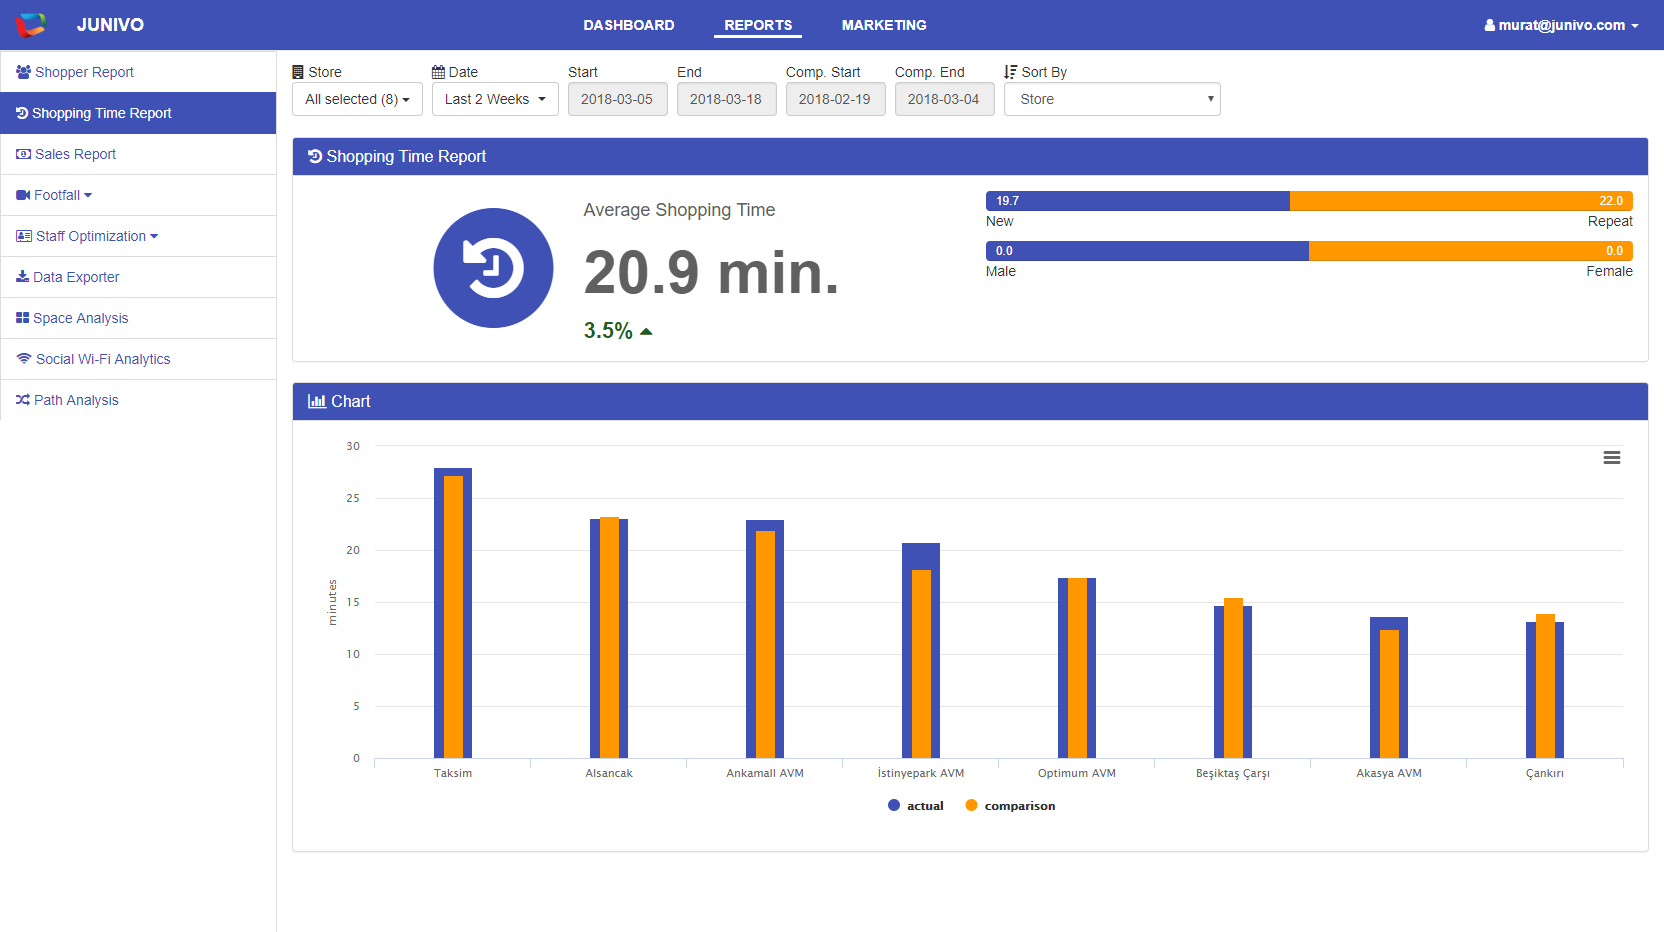 JUNIVO
DASHBOARD REPORTS MARKETING
murat@junivo.com
Shopper Report
Shopping Time Report
Sales Report
Footfall
Staff Optimization
Data Exporter
Space Analysis
Social Wi-Fi Analytics
Path Analysis
Store Date Start End Comp. Start Comp. End Sort By
All selected (8) Last 2 Weeks 2018-03-05 2018-03-18 2018-02-19 2018-03-04 Store
Shopping Time Report
Average Shopping Time
20.9 min.
3.5%
19.7 22.0
New Repeat
0.0 0.0
Male Female
Chart
30
25
20
15
10
5
0
minutes
Taksim Alsancak Ankamall AVM İstinyepark AVM Optimum AVM Beşiktaş Çarşı Akasya AVM Çankırı
actual comparison